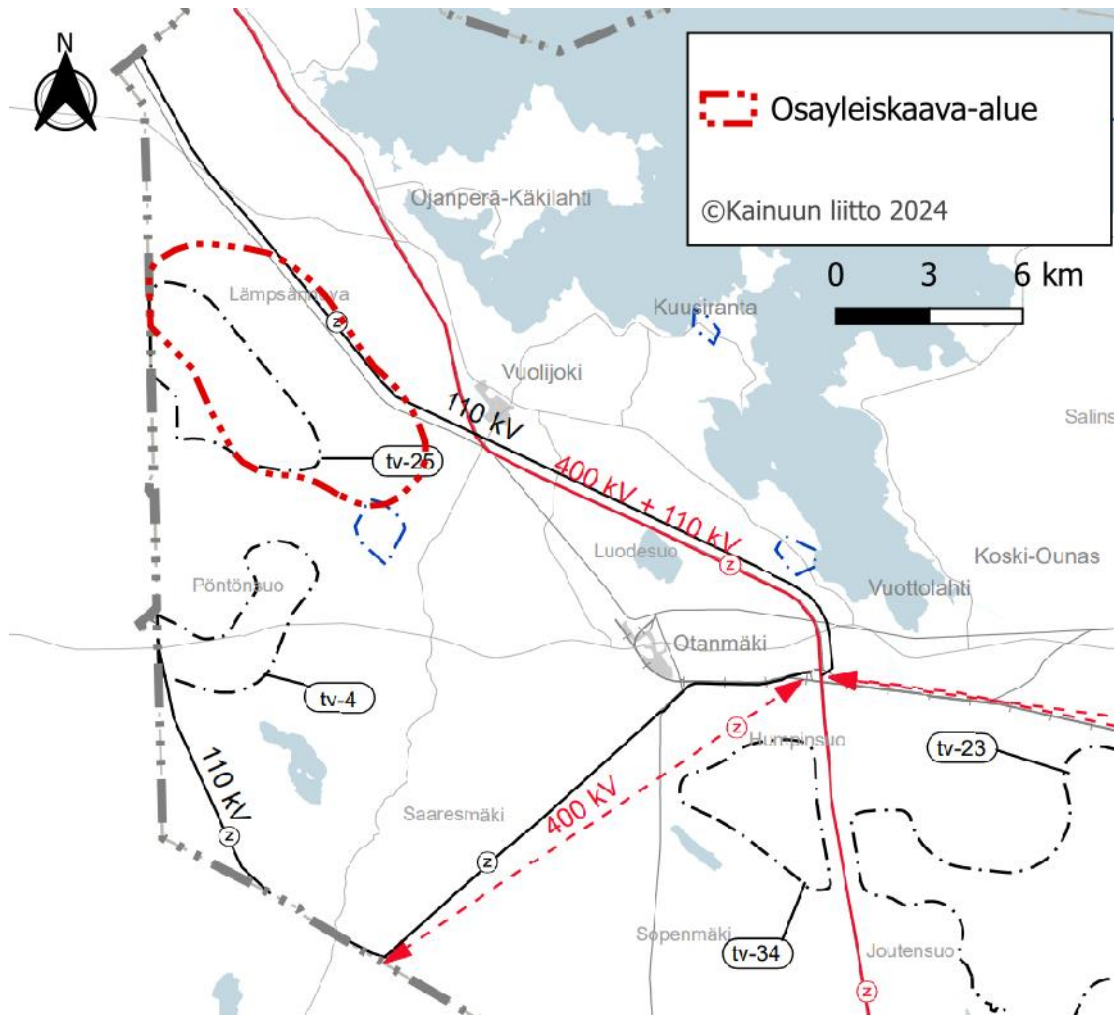 N
Osayleiskaava-alue
©Kainuun liitto 2024
0 3 6 km
Ojanperä-Käkilahti
Kuusiranta
Vuolijoki
Salins
z
110 kV
tv-25
400 kV + 110 kV
Luodesuo
z
Koski-Ounas
Vuottolahti
Pöntönsuo
Otanmäki
tv-4
z
Humpinsuo
tv-23
110 kV
400 kV
Saaresmäki
z
z
Sopenmäki
tv-34
Joutensuo
z